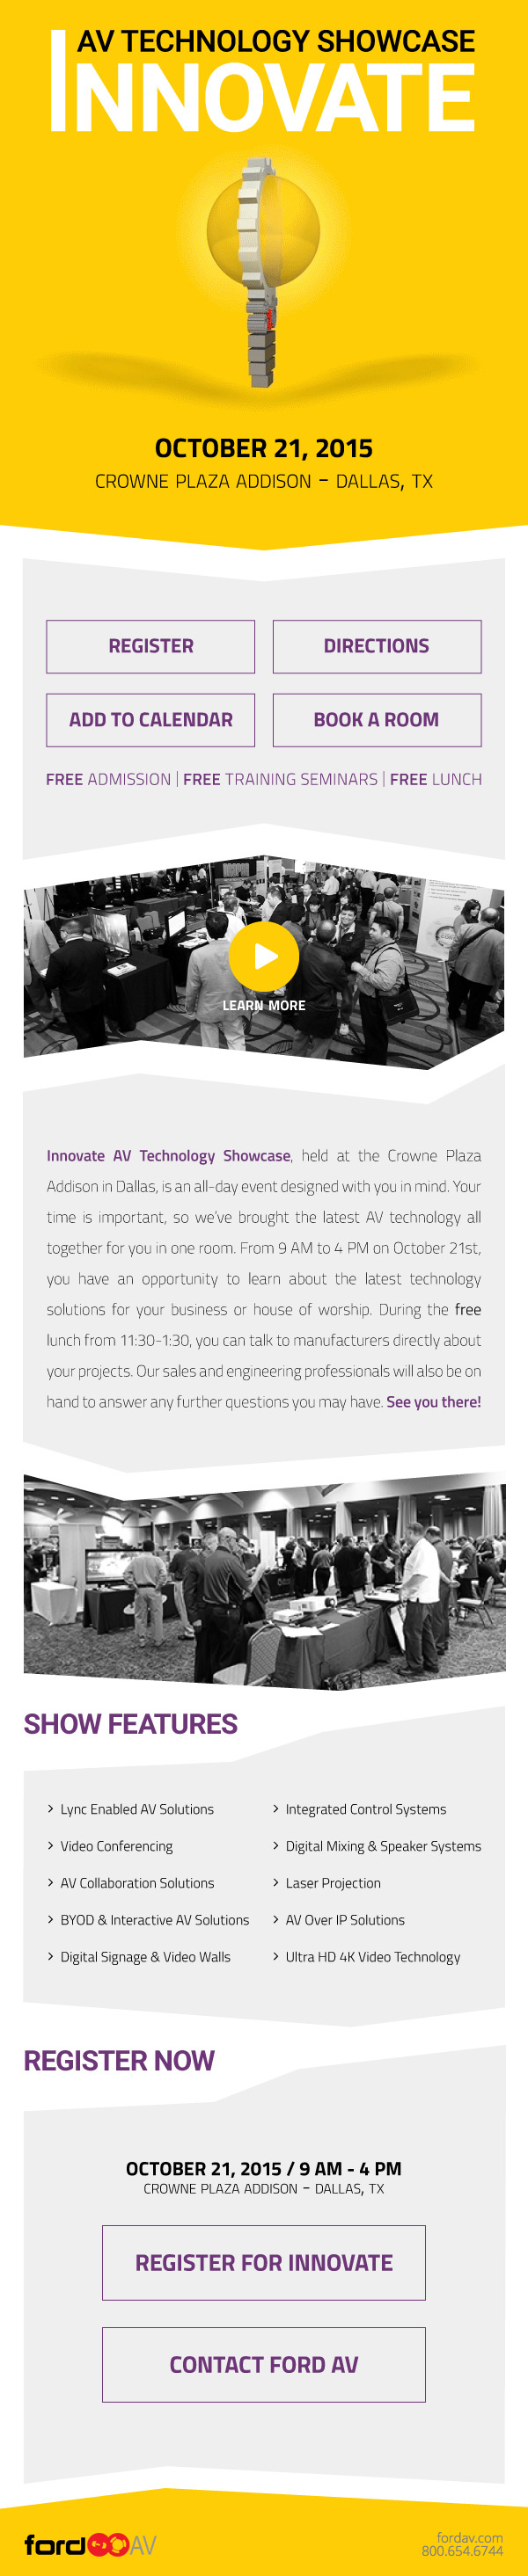 AV TECHNOLOGY SHOWCASE
INNOVATE
OCTOBER 21, 2015
CROWNE PLAZA ADDISON – DALLAS, TX
REGISTER
DIRECTIONS
ADD TO CALENDAR
BOOK A ROOM
FREE ADMISSION | FREE TRAINING SEMINARS | FREE LUNCH
LEARN MORE
Innovate AV Technology Showcase, held at the Crowne Plaza
Addison in Dallas, is an all-day event designed with you in mind. Your
time is important, so we've brought the latest AV technology all
together for you in one room. From 9 AM to 4 PM on October 21st,
you have an opportunity to learn about the latest technology
solutions for your business or house of worship. During the free
lunch from 11:30-1:30, you can talk to manufacturers directly about
your projects. Our sales and engineering professionals will also be on
hand to answer any further questions you may have. See you there!
SHOW FEATURES
> Lync Enabled AV Solutions
> Video Conferencing
> AV Collaboration Solutions
> BYOD & Interactive AV Solutions
> Digital Signage & Video Walls
> Integrated Control Systems
> Digital Mixing & Speaker Systems
> Laser Projection
> AV Over IP Solutions
> Ultra HD 4K Video Technology
REGISTER NOW
OCTOBER 21, 2015 / 9 AM - 4 PM
CROWNE PLAZA ADDISON – DALLAS, TX
REGISTER FOR INNOVATE
CONTACT FORD AV
ford AV
fordav.com
800.654.6744